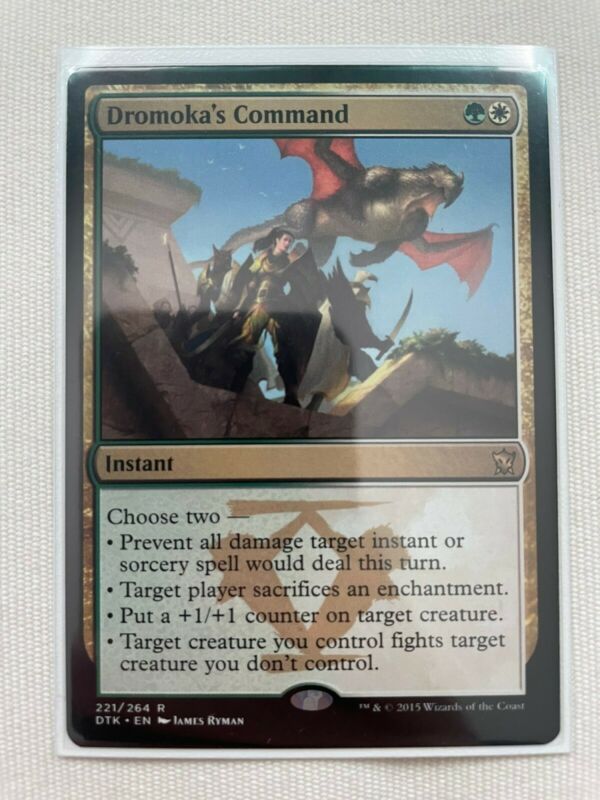 Dromoka's Command
Instant
Choose two —
• Prevent all damage target instant or
sorcery spell would deal this turn.
• Target player sacrifices an enchantment.
• Put a +1/+1 counter on target creature.
• Target creature you control fights target
creature you don't control.
221/264 R
DTK • EN James Ryman
™ & © 2015 Wizards of the Coast